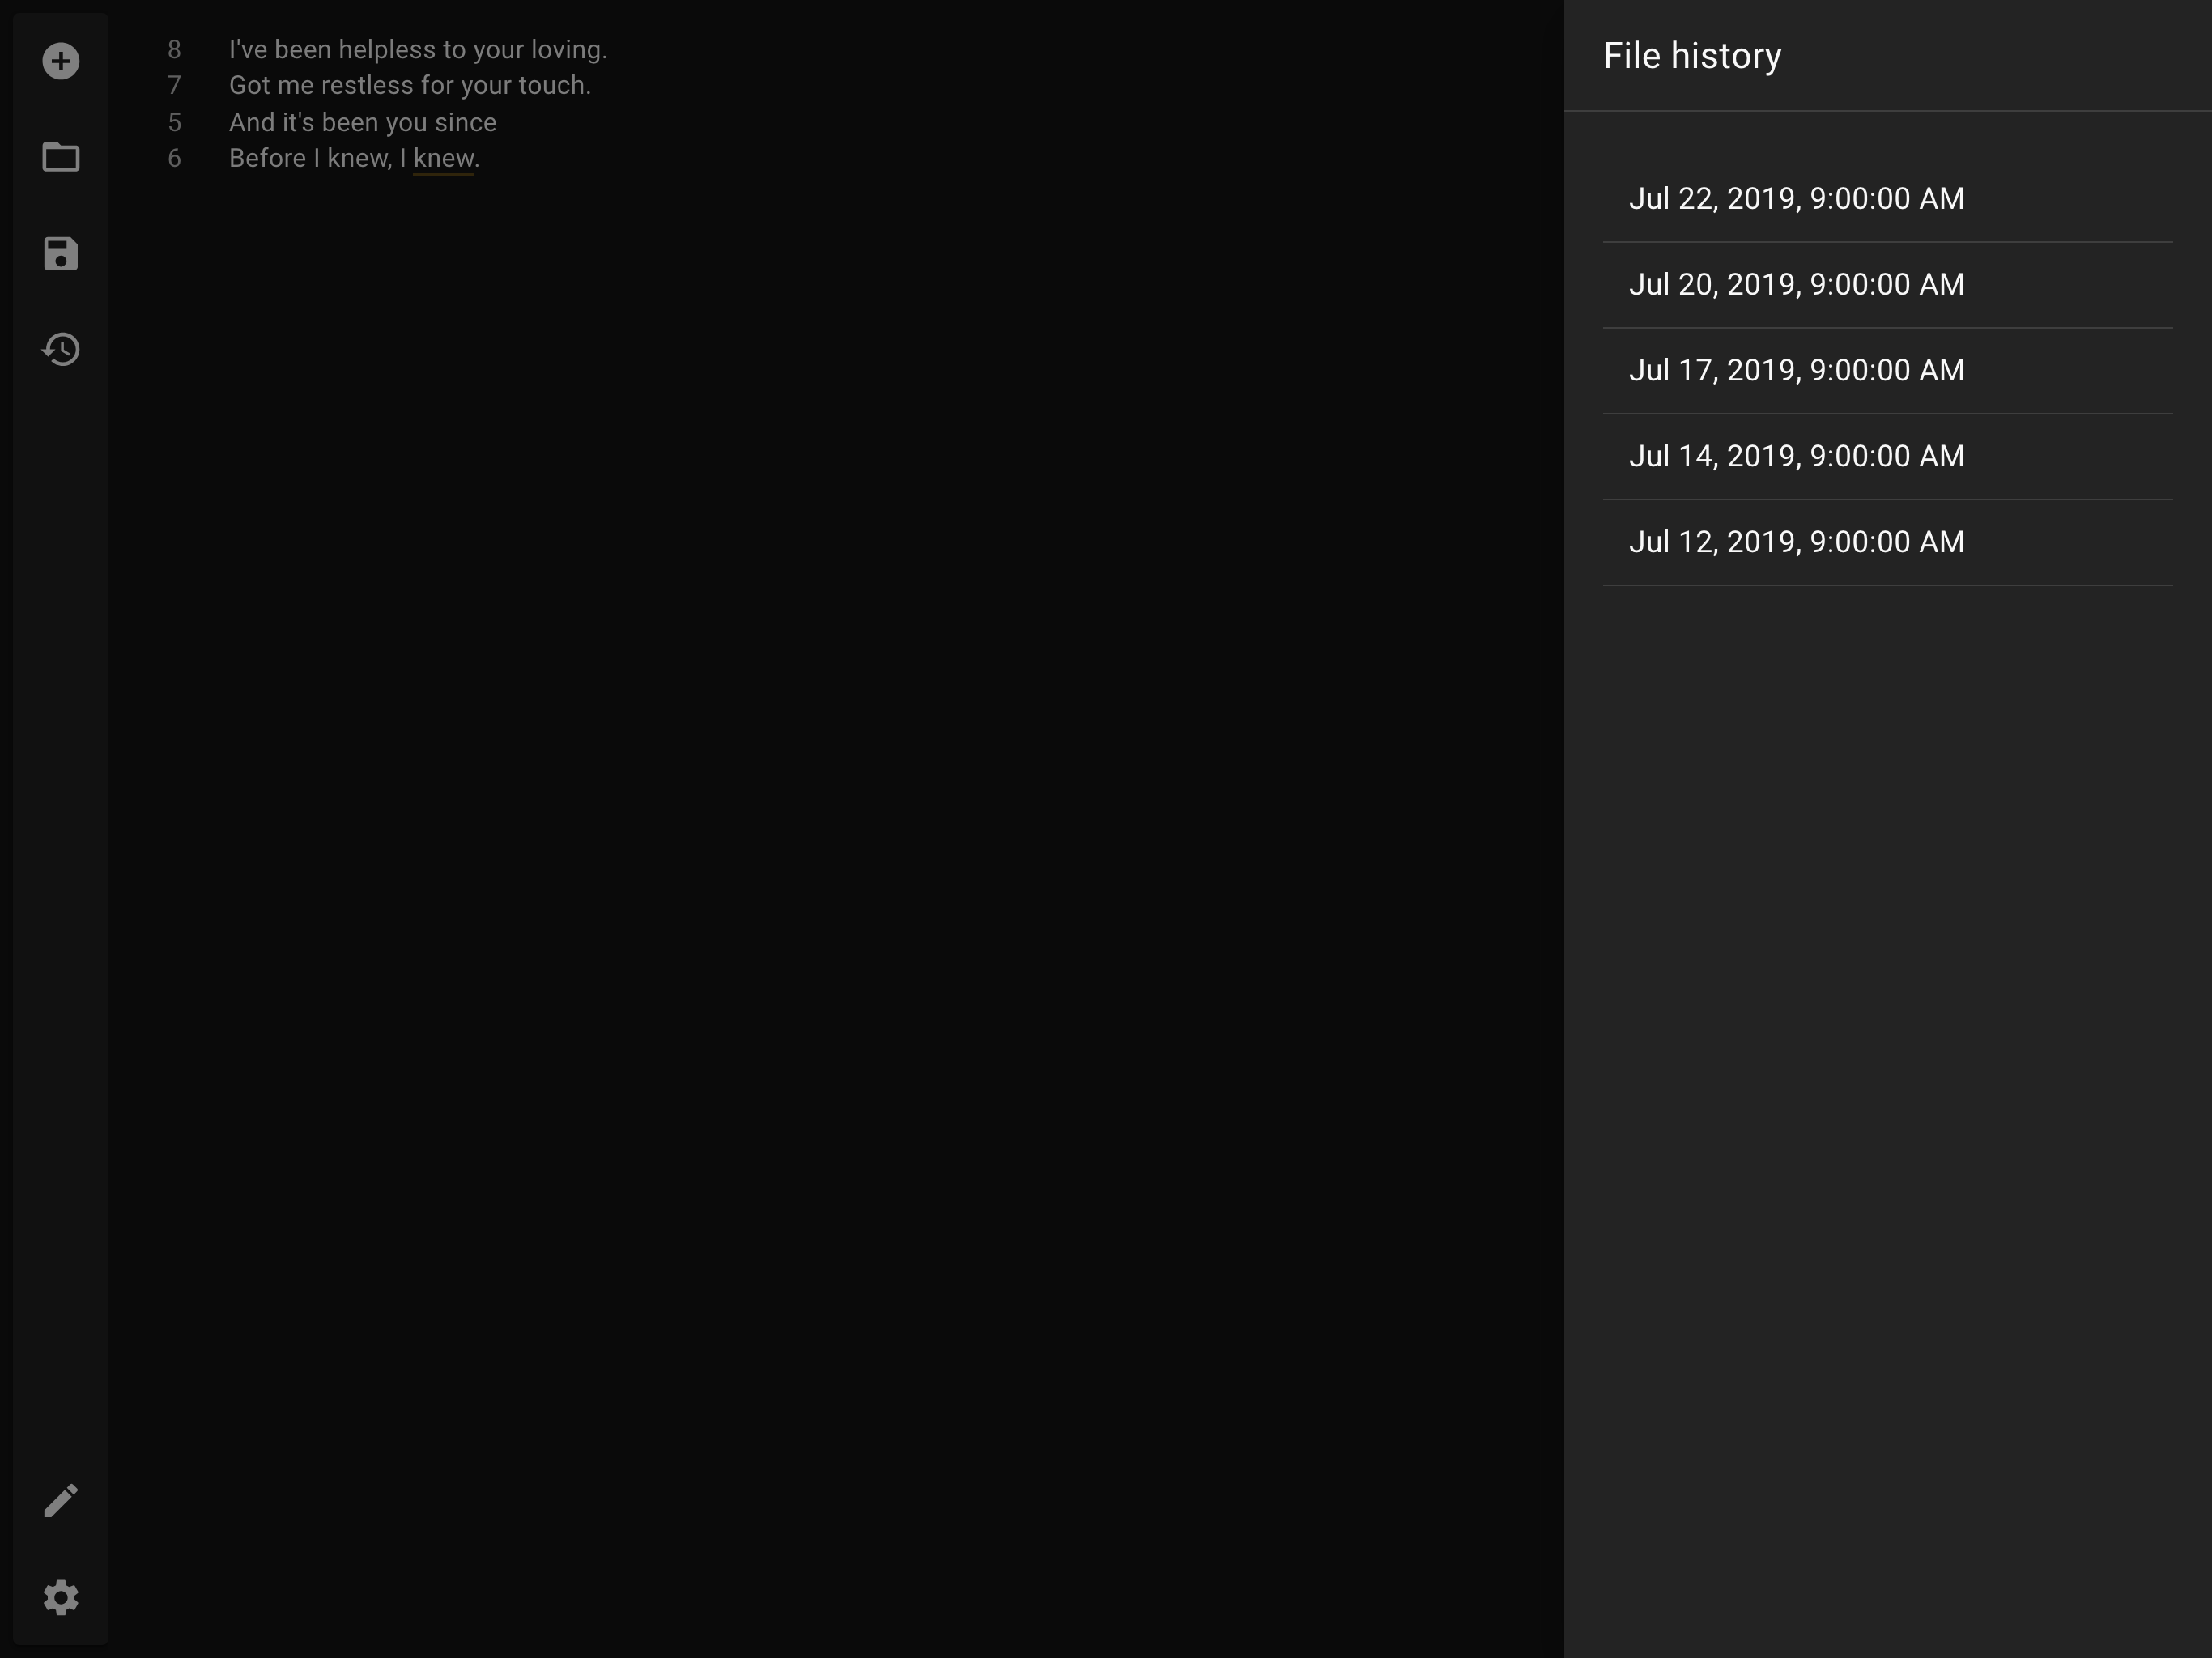 8 I've been helpless to your loving.
7 Got me restless for your touch.
5 And it's been you since
6 Before I knew, I knew.
File history
Jul 22, 2019, 9:00:00 AM
Jul 20, 2019, 9:00:00 AM
Jul 17, 2019, 9:00:00 AM
Jul 14, 2019, 9:00:00 AM
Jul 12, 2019, 9:00:00 AM